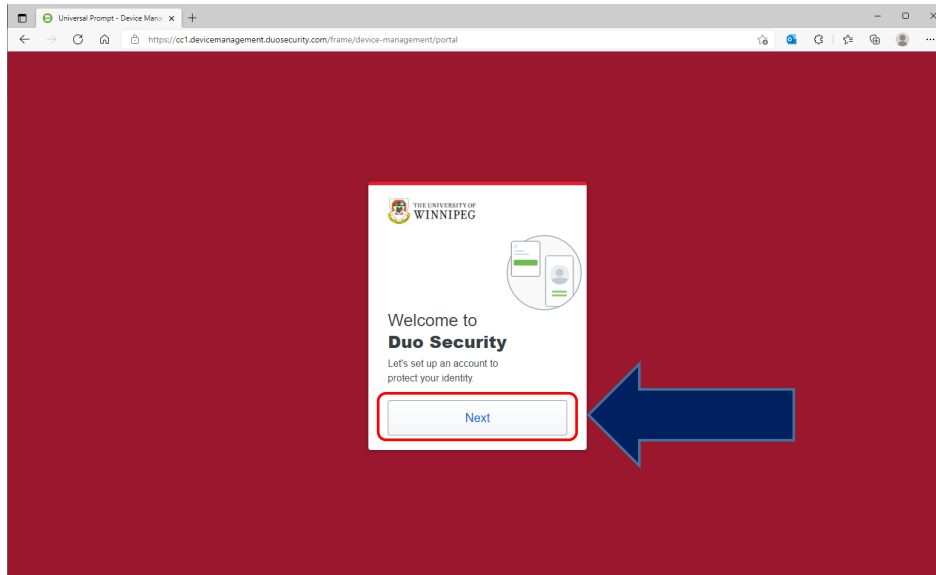 Universal Prompt - Device Mana
https://cc1.devicemanagement.duosecurity.com/frame/device-management/portal
THE UNIVERSITY OF
WINNIPEG
Welcome to
Duo Security
Let's set up an account to
protect your identity.
Next